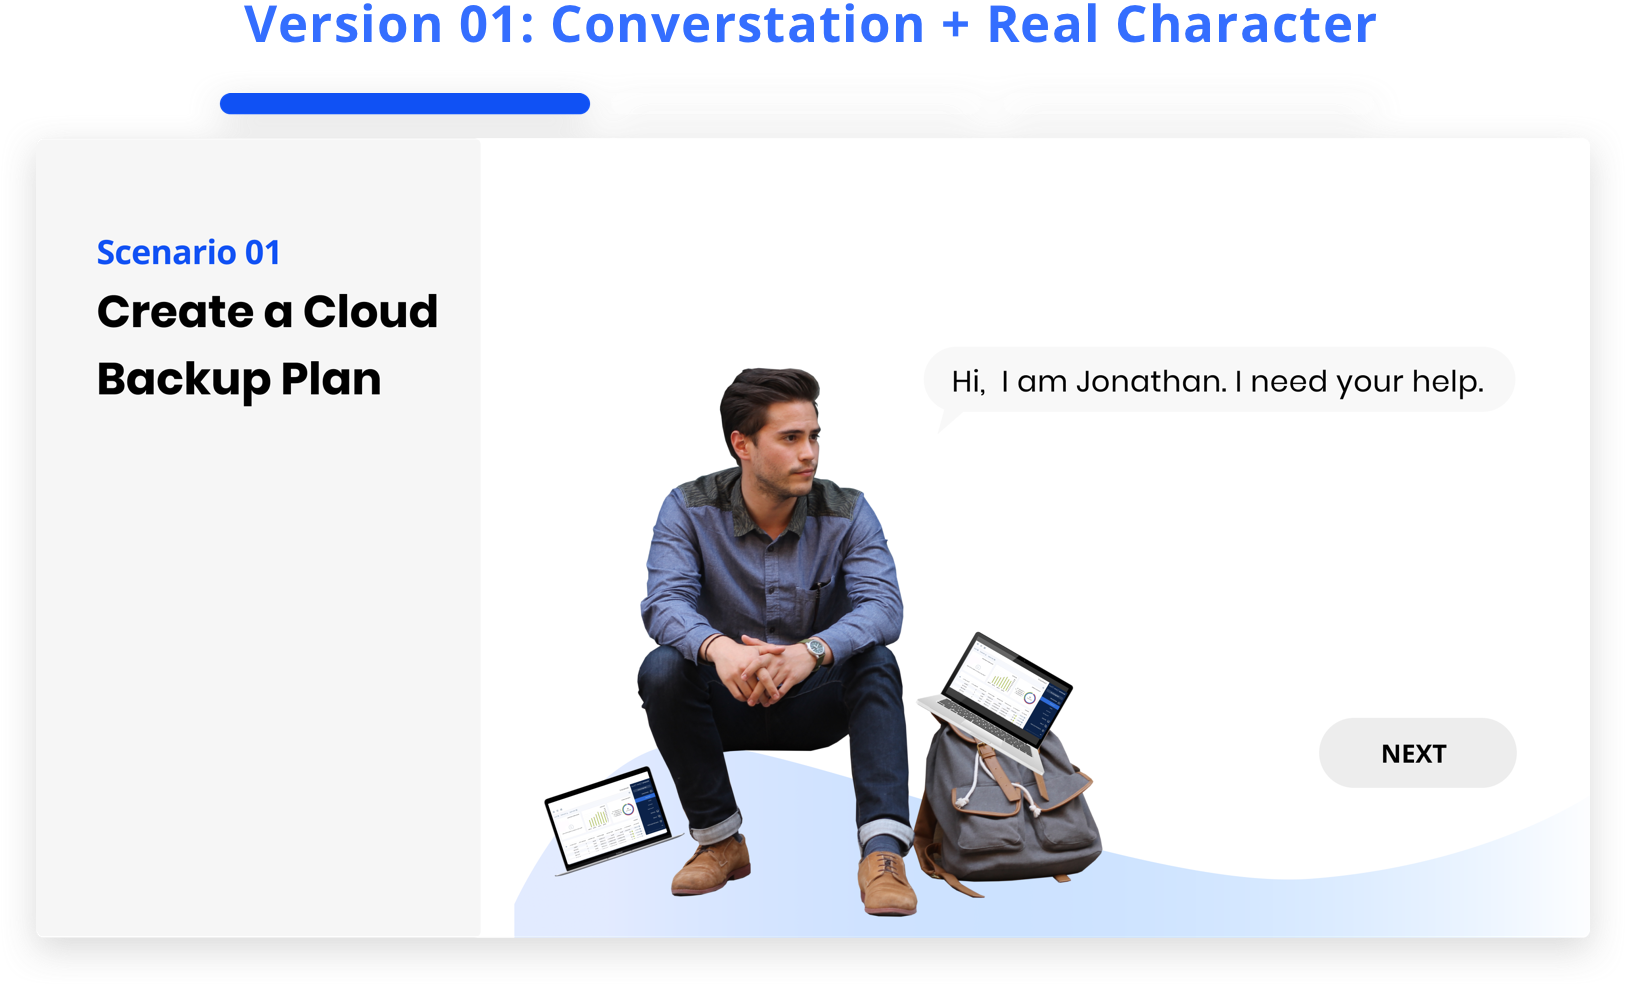 Version 01: Converstation + Real Character
Scenario 01
Create a Cloud
Backup Plan
Hi, I am Jonathan. I need your help.
NEXT